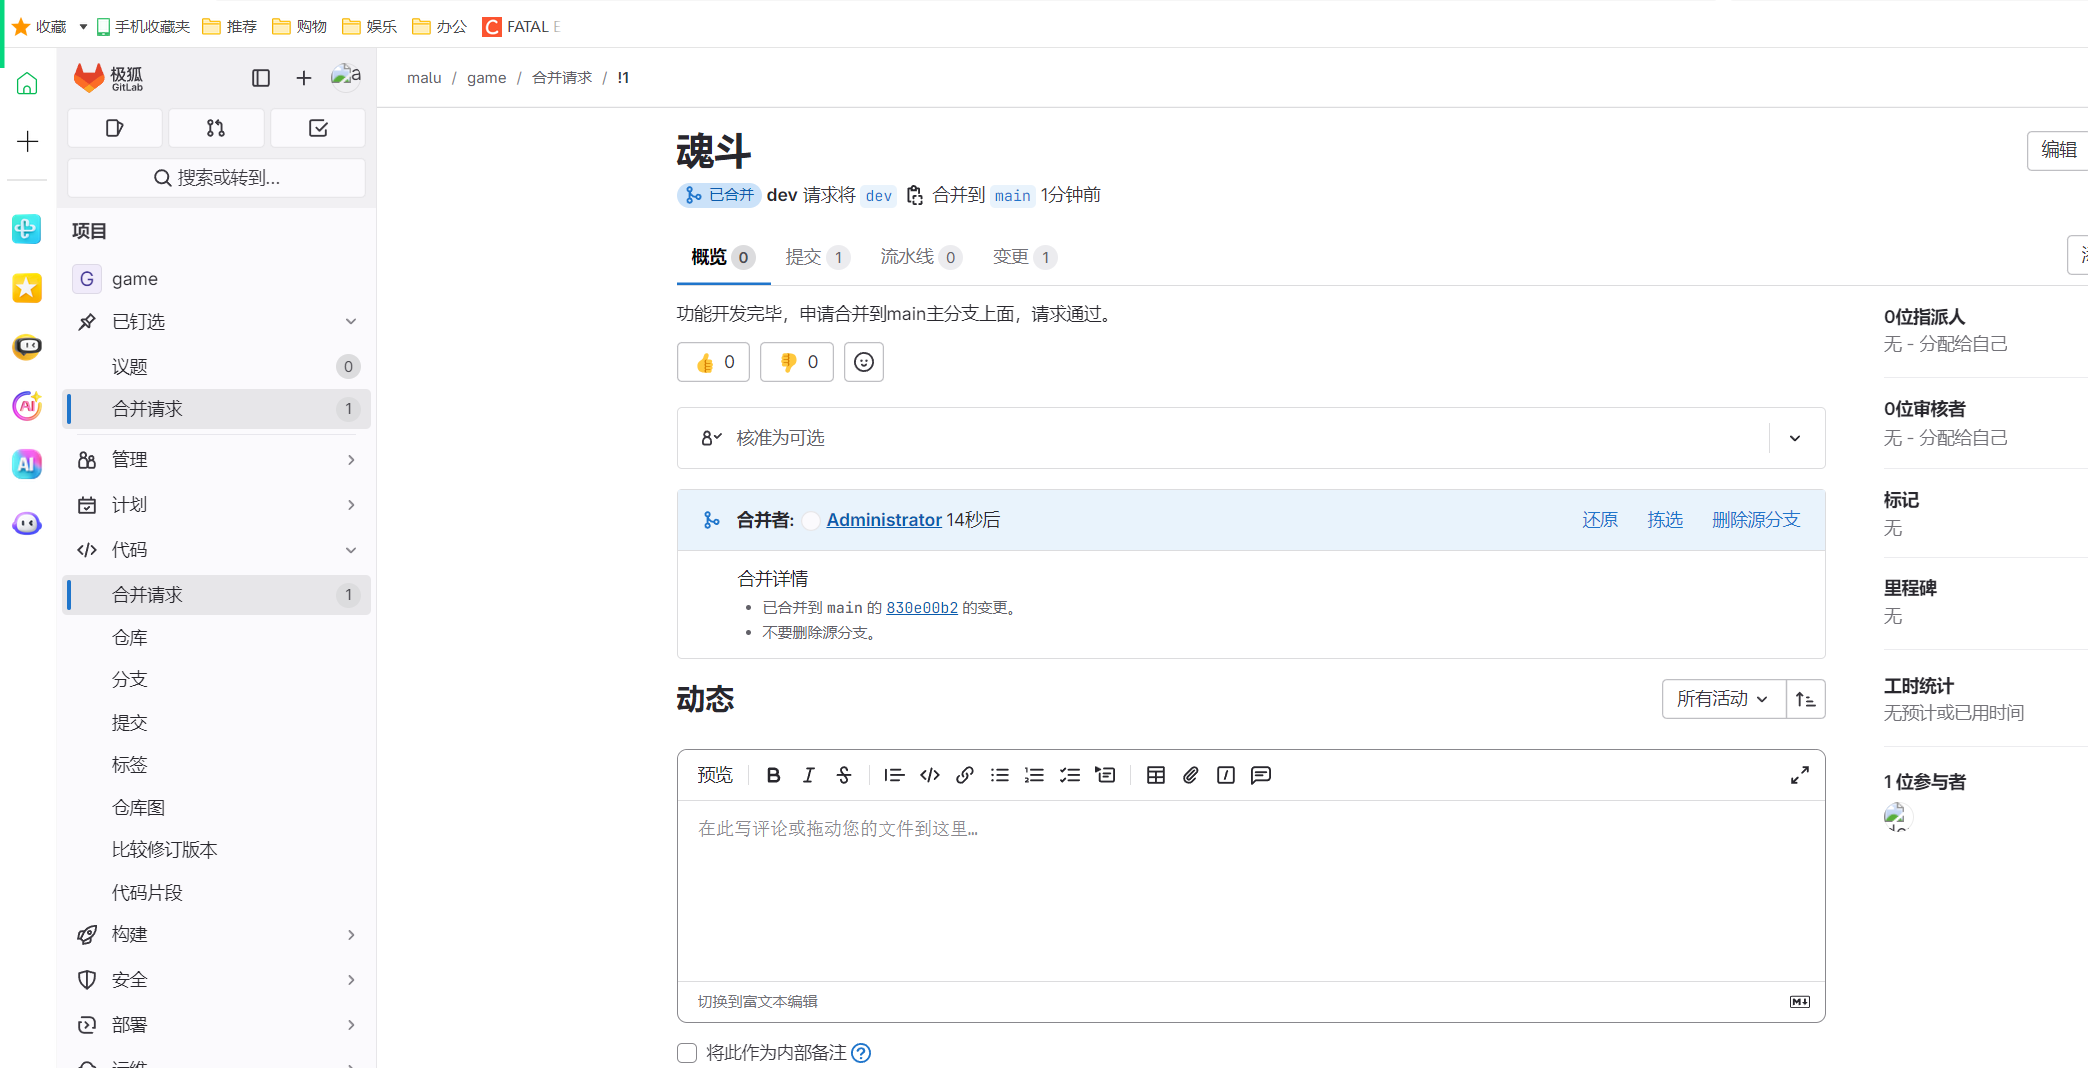 收藏 手机收藏夹 推荐 购物 娱乐 办公 FATAL E
极狐
GitLab
a
搜索或转到...
项目
G game
已钉选
议题 0
合并请求 1
管理
计划
代码
合并请求 1
仓库
分支
提交
标签
仓库图
比较修订版本
代码片段
构建
安全
部署
运维
malu / game / 合并请求 / !1
魂斗
编辑
已合并 dev 请求将 dev 合并到 main 1分钟前
概览 0 提交 1 流水线 0 变更 1
功能开发完毕，申请合并到main主分支上面，请求通过。
👍 0 👎 0
核准为可选
合并者: Administrator 14秒后 还原 拣选 删除源分支
合并详情
已合并到 main 的 830e00b2 的变更。
不要删除源分支。
动态
所有活动
预览
在此写评论或拖动您的文件到这里…
切换到富文本编辑
将此作为内部备注
0位指派人
无 - 分配给自己
0位审核者
无 - 分配给自己
标记
无
里程碑
无
工时统计
无预计或已用时间
1 位参与者